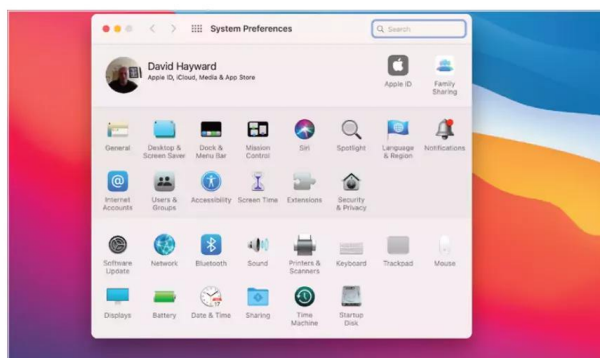 System Preferences
Search
David Hayward
Apple ID, iCloud, Media & App Store
Apple ID
Family
Sharing
General
Desktop &
Screen Saver
Dock &
Menu Bar
Mission
Control
Siri
Spotlight
Language
& Region
Notifications
Internet
Accounts
Users &
Groups
Accessibility
Screen Time
Extensions
Security
& Privacy
Software
Update
Network
Bluetooth
Sound
Printers &
Scanners
Keyboard
Trackpad
Mouse
Displays
Battery
Date & Time
Sharing
Time
Machine
Startup
Disk